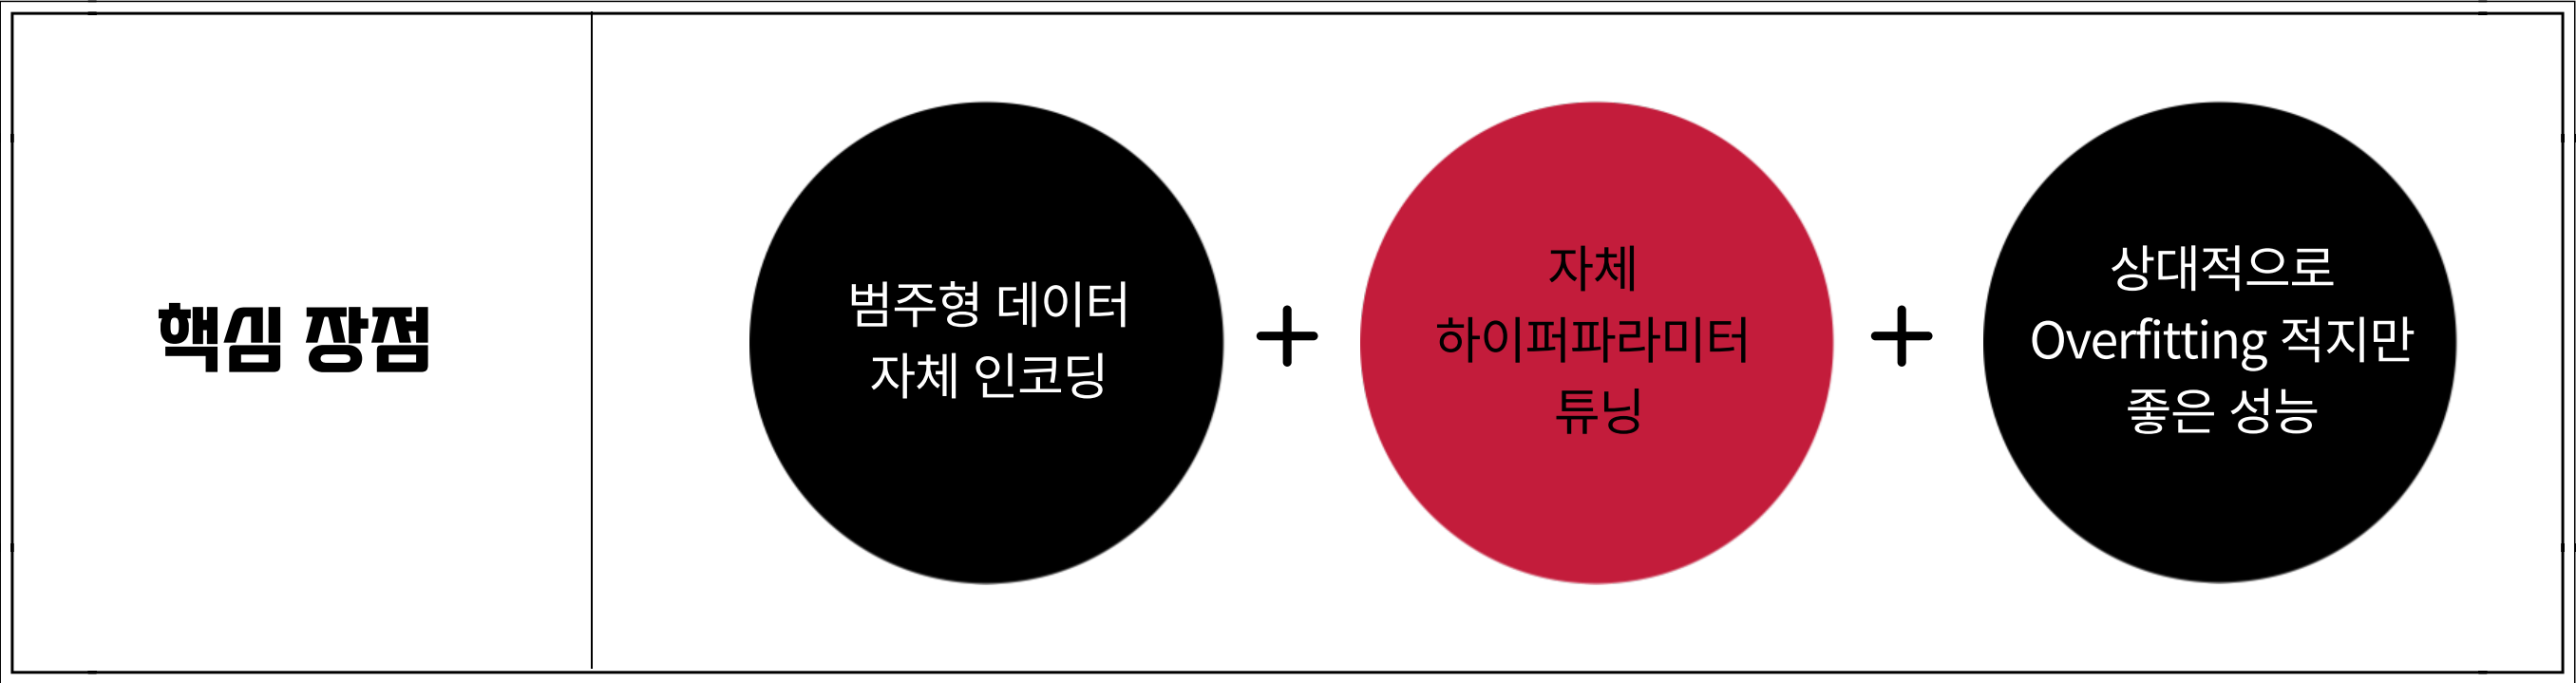 핵심 장점
범주형 데이터
자체 인코딩
+
자체
하이퍼파라미터
튜닝
+
상대적으로
Overfitting 적지만
좋은 성능